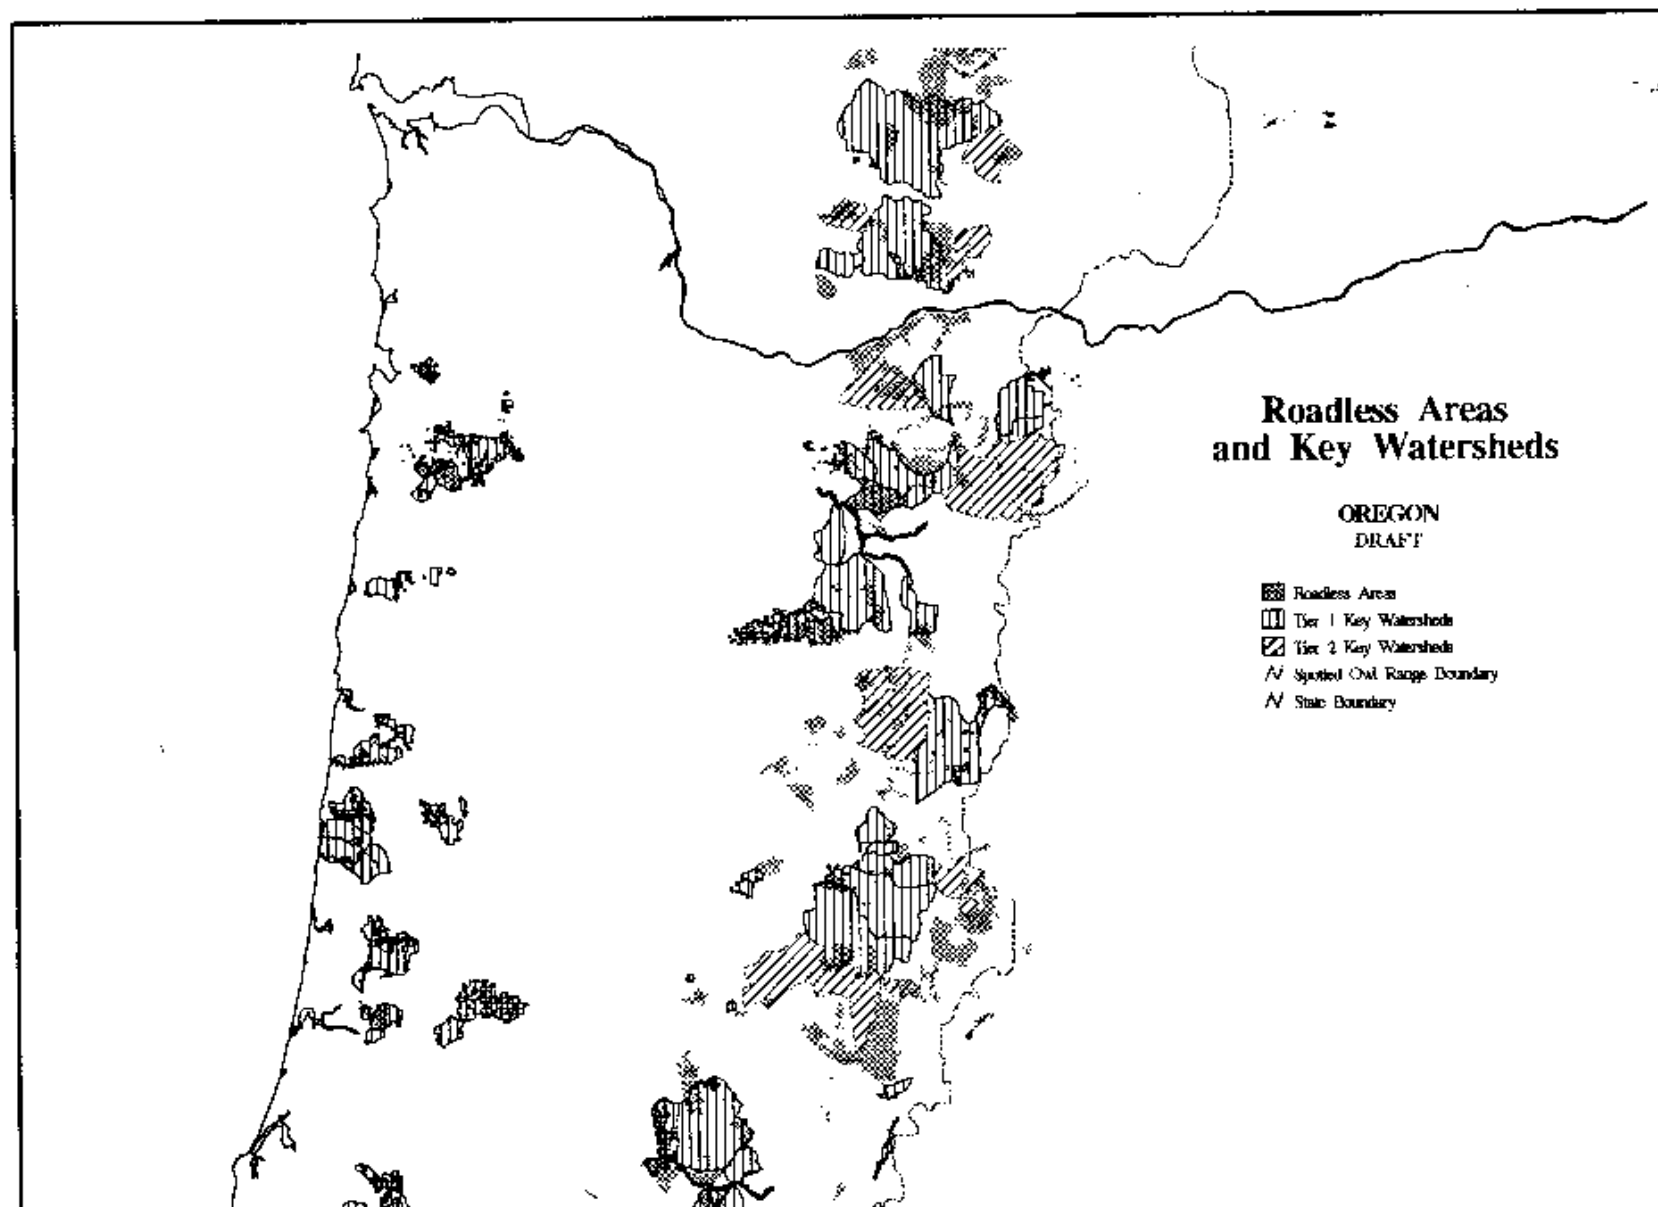 Roadless Areas
and Key Watersheds
OREGON
DRAFT
Roadless Areas
Tier 1 Key Watersheds
Tier 2 Key Watersheds
Spotted Owl Range Boundary
State Boundary